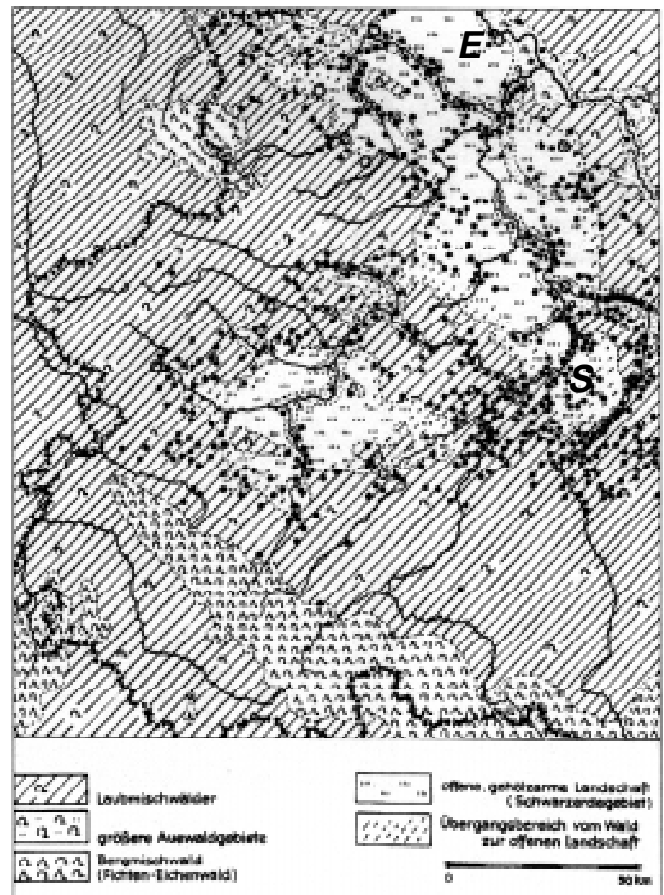 E
S
Laubmischwälder
größere Auewaldgebiete
Bergmischwald
(Fichten-Eichenwald)
offene, gehölzarme Landschaft
(Schwarzerdegebiet)
Übergangsbereich vom Wald
zur offenen Landschaft
0 50 km